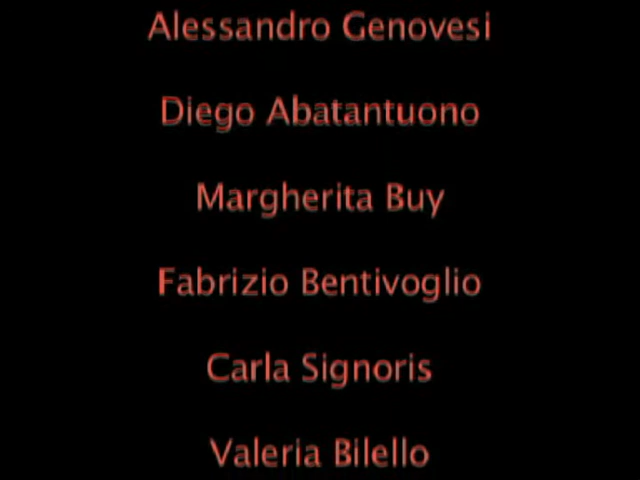 Alessandro Genovesi
Diego Abatantuono
Margherita Buy
Fabrizio Bentivoglio
Carla Signoris
Valeria Bilello